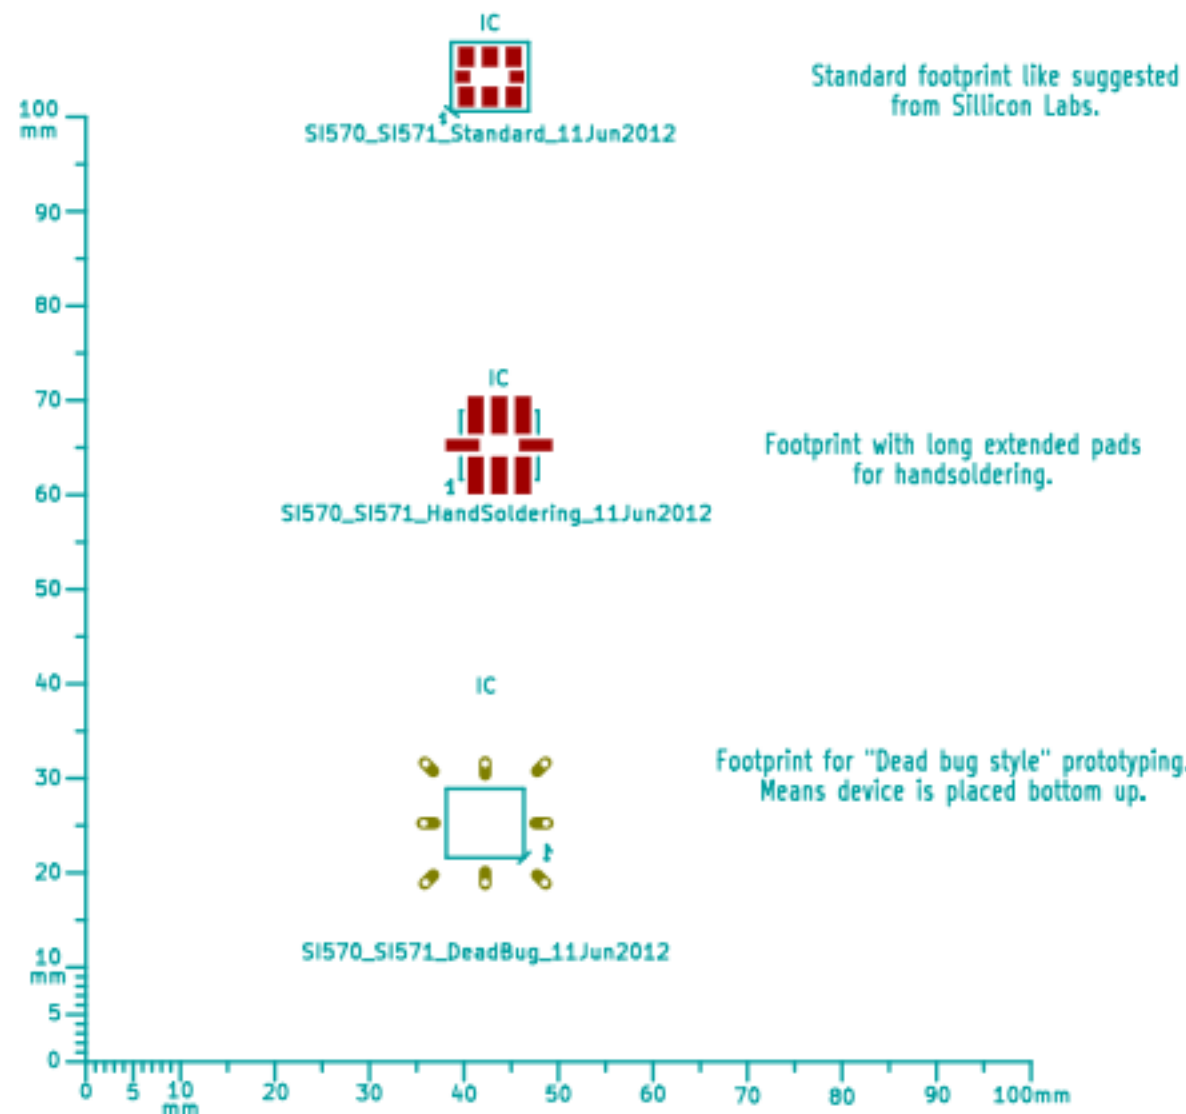 IC
Standard footprint like suggested
from Sillicon Labs.
1
SI570_SI571_Standard_11Jun2012
100
mm
90
80
70
IC
Footprint with long extended pads
for handsoldering.
1
SI570_SI571_HandSoldering_11Jun2012
60
50
40
IC
Footprint for "Dead bug style" prototyping.
Means device is placed bottom up.
30
1
20
SI570_SI571_DeadBug_11Jun2012
10
mm
5
0
0 5 10 20 30 40 50 60 70 80 90 100mm
mm